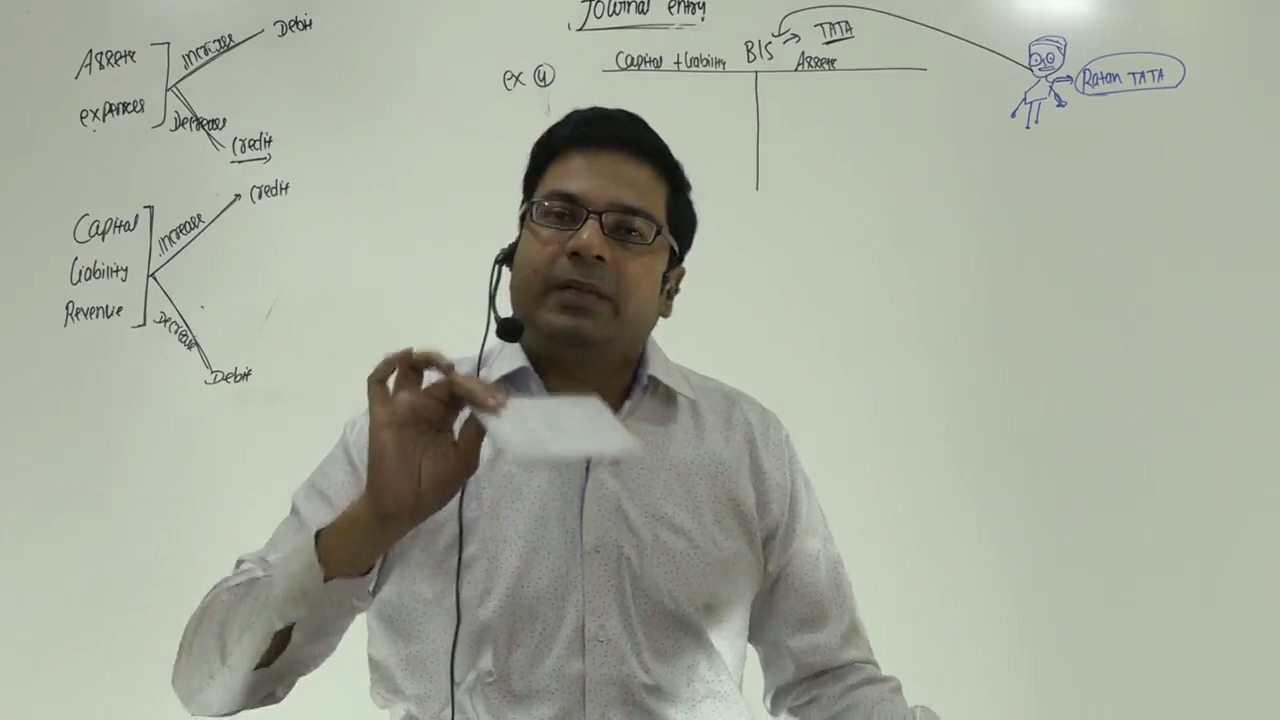 Journal entry
Assets
expenses
increase
Debit
Decrease
Credit
Capital
Liability
Revenue
increase
Credit
Decrease
Debit
ex 4
Capital + Liability
B/S
TATA
Assets
Ratan TATA